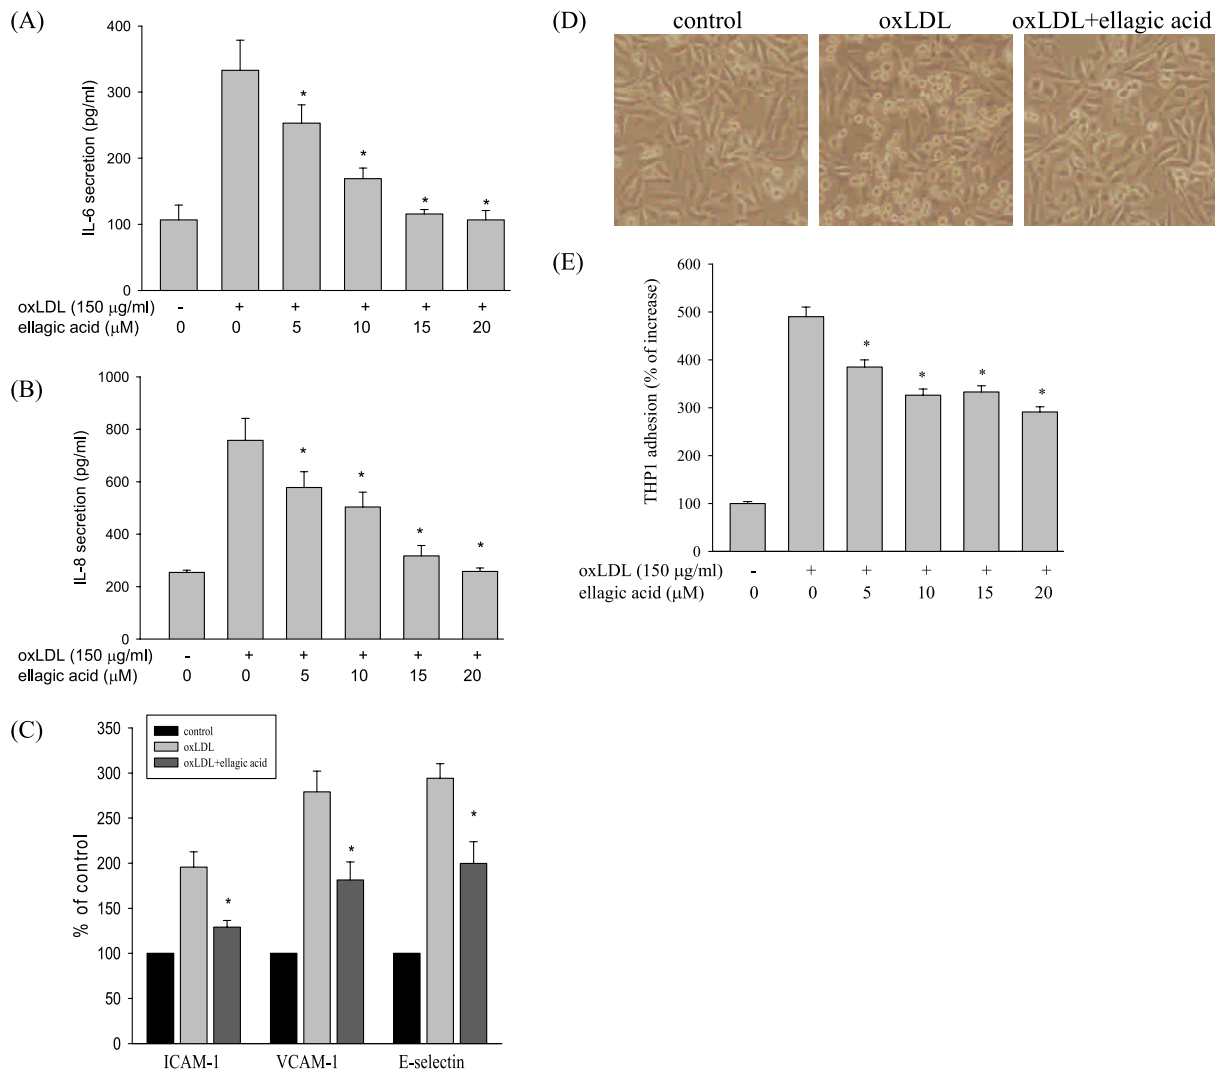 (A)
400
300
200
100
0
IL-6 secretion (pg/ml)
* * * *
oxLDL (150 μg/ml) - + + + + +
ellagic acid (μM) 0 0 5 10 15 20
(B)
1000
800
600
400
200
0
IL-8 secretion (pg/ml)
* * * *
oxLDL (150 μg/ml) - + + + + +
ellagic acid (μM) 0 0 5 10 15 20
(C)
350
300
250
200
150
100
50
0
% of control
control
oxLDL
oxLDL+ellagic acid
* * *
ICAM-1 VCAM-1 E-selectin
(D)
control oxLDL oxLDL+ellagic acid
(E)
600
500
400
300
200
100
0
THP1 adhesion (% of increase)
* * * *
oxLDL (150 μg/ml) - + + + + +
ellagic acid (μM) 0 0 5 10 15 20